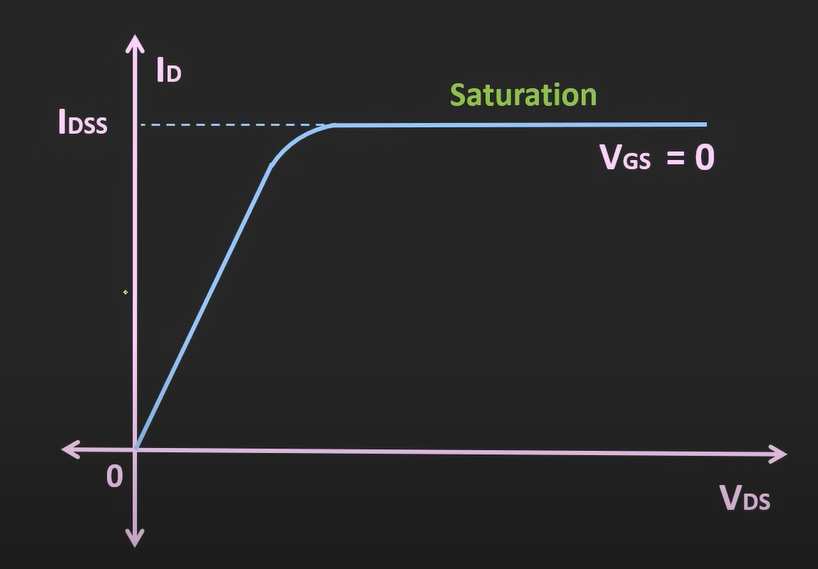 ID
Saturation
IDSS
VGS = 0
0
VDS